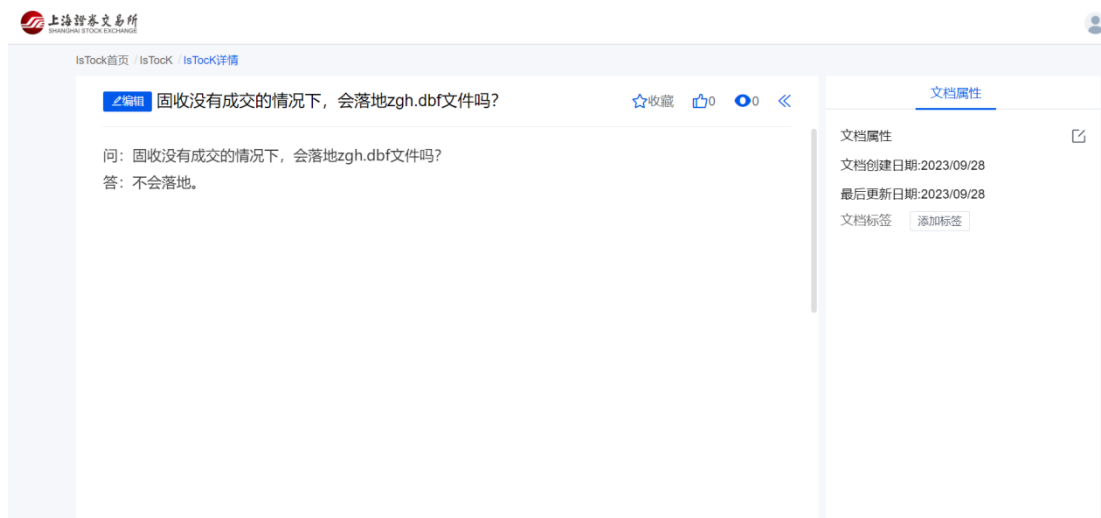 上海證券交易所
SHANGHAI STOCK EXCHANGE
IsTock首页 / IsTocK / IsTocK详情
编辑 固收没有成交的情况下，会落地zgh.dbf文件吗？ 收藏 0 0
问：固收没有成交的情况下，会落地zgh.dbf文件吗？
答：不会落地。
文档属性
文档属性
文档创建日期:2023/09/28
最后更新日期:2023/09/28
文档标签 添加标签